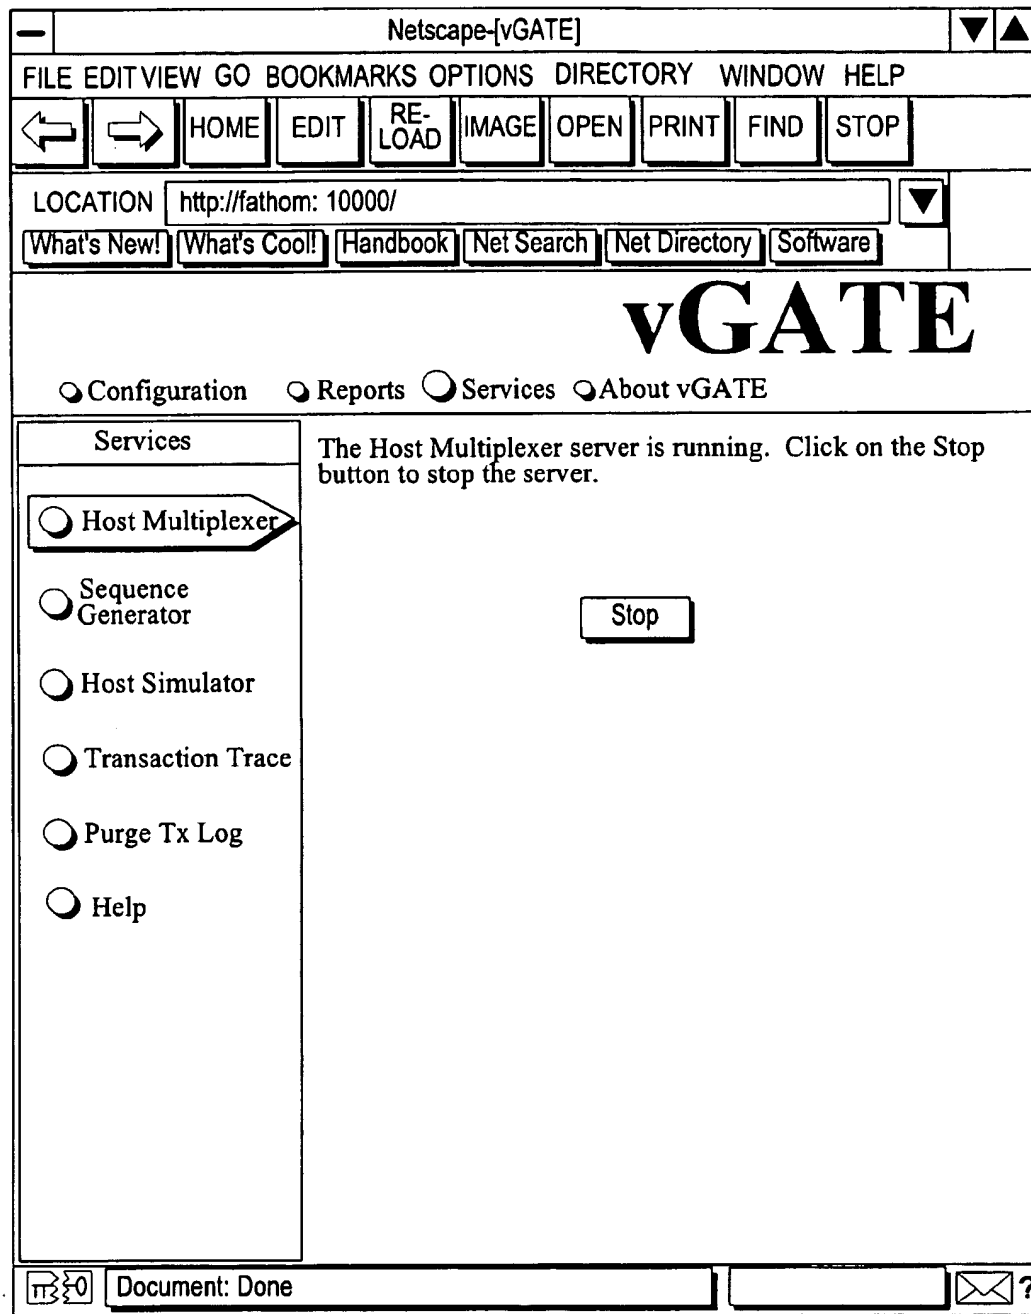 Netscape-[vGATE]
FILE EDIT VIEW GO BOOKMARKS OPTIONS DIRECTORY WINDOW HELP
HOME EDIT RE-LOAD IMAGE OPEN PRINT FIND STOP
LOCATION http://fathom: 10000/
What's New! What's Cool! Handbook Net Search Net Directory Software
vGATE
Configuration Reports Services About vGATE
Services
The Host Multiplexer server is running. Click on the Stop
button to stop the server.
Host Multiplexer
Sequence
Generator
Stop
Host Simulator
Transaction Trace
Purge Tx Log
Help
Document: Done
?